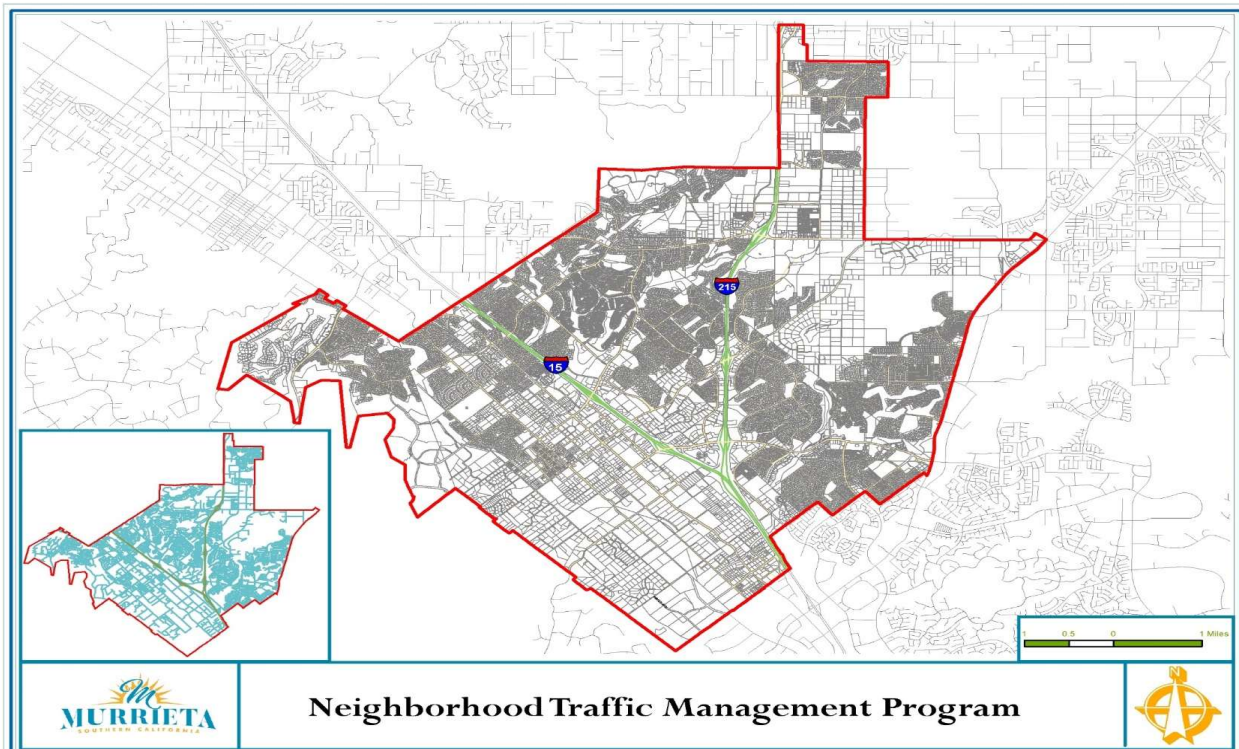 215
15
1 0.5 0 1 Miles
M
MURRIETA
SOUTHERN CALIFORNIA
Neighborhood Traffic Management Program
N